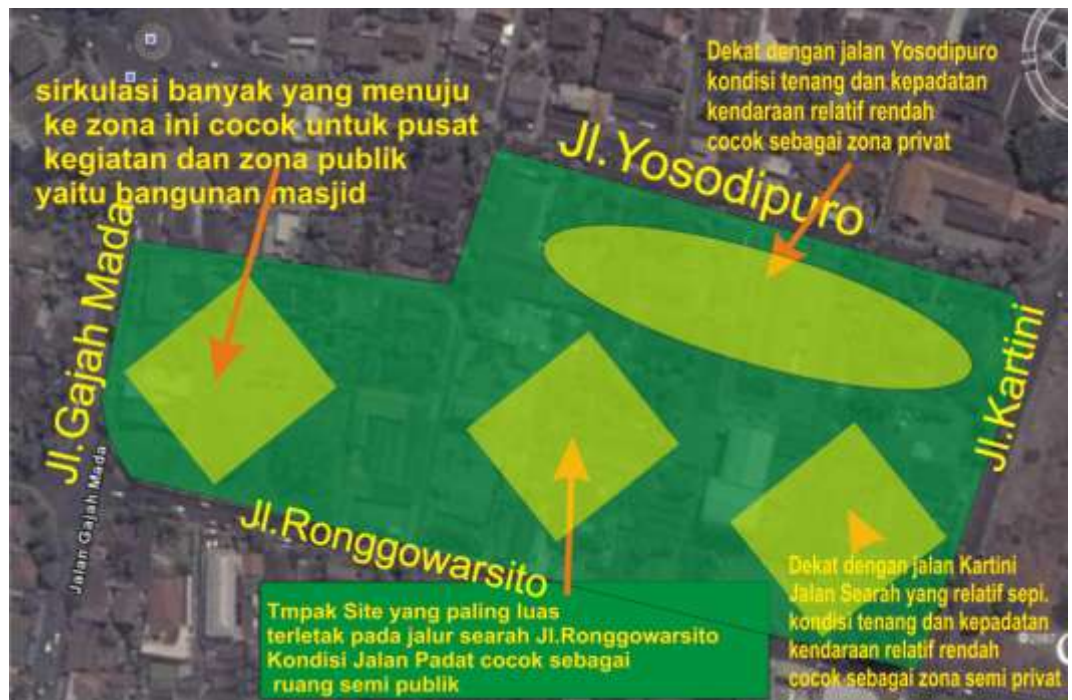 sirkulasi banyak yang menuju
ke zona ini cocok untuk pusat
kegiatan dan zona publik
yaitu bangunan masjid
Dekat dengan jalan Yosodipuro
kondisi tenang dan kepadatan
kendaraan relatif rendah
cocok sebagai zona privat
Jl.Yosodipuro
Jl.Gajah Mada
Jl.Kartini
Jalan Gajah Mada
Jl.Ronggowarsito
Tmpak Site yang paling luas
terletak pada jalur searah Jl.Ronggowarsito
Kondisi Jalan Padat cocok sebagai
ruang semi publik
Dekat dengan jalan Kartini
Jalan Searah yang relatif sepi.
kondisi tenang dan kepadatan
kendaraan relatif rendah
cocok sebagai zona semi privat